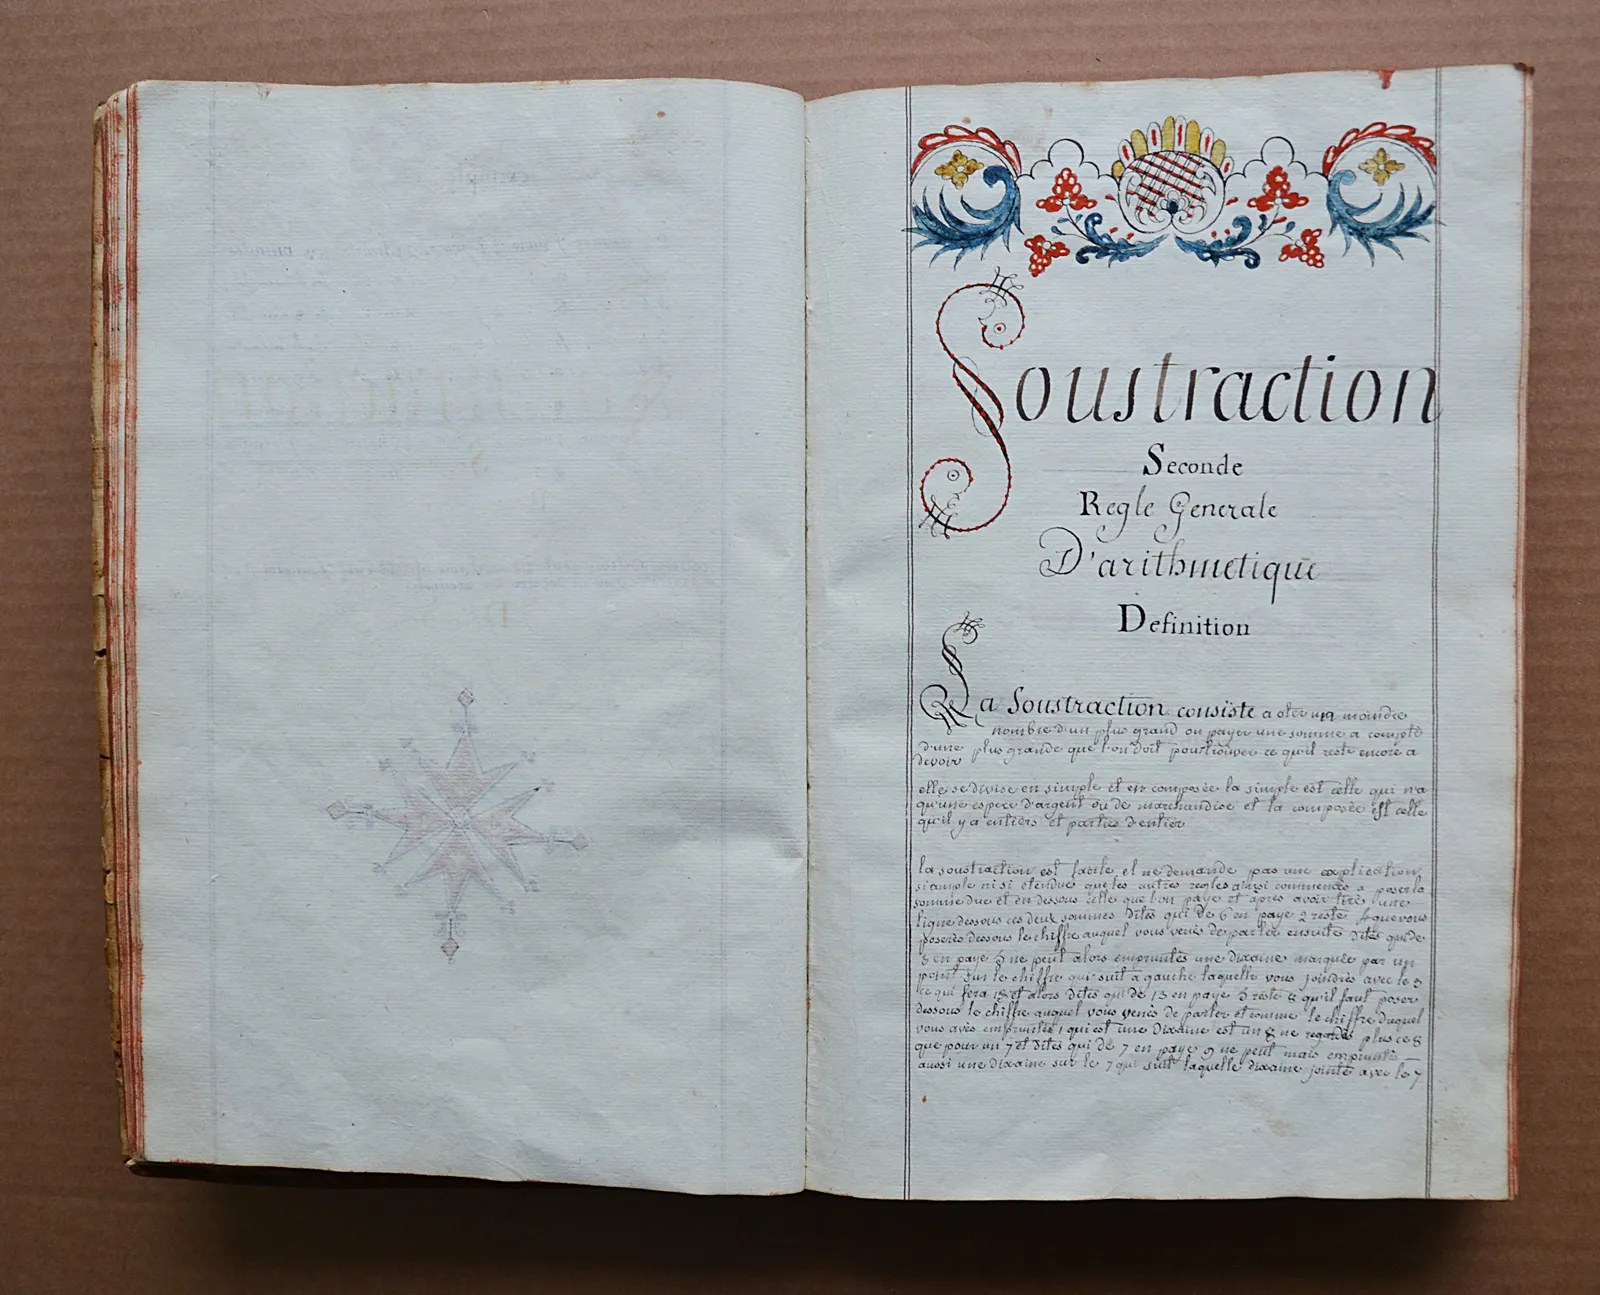 Soustraction
Seconde
Regle Generale
D'arithmetique
Definition
La Soustraction consiste a oter un moindre
nombre d'un plus grand ou payer une somme a compte
d'une plus grande que l'on doit pour trouver ce qu'il reste encore a
devoir
elle se divise en simple et en composée la simple est celle qui n'a
qu'une espece d'argent ou de marchandise et la composée est celle
qu'il y a entiers et parties d'entier
la soustraction est facile et ne demande pas une explication
si ample ni si etendue que les autres regles ainsi commencés a poser la
somme due et en dessous celle que l'on paye et apres avoir tiré une
ligne dessous ces deux sommes Dites qui de 6 en paye 2 reste 4 que vous
poserés dessous le chiffre auquel vous venés de parler ensuite dites qui de
3 en paye 5 ne peut alors empruntés une dixaine marquée par un
point sur le chiffre qui suit a gauche laquelle vous joindrés avec le 3
ce qui fera 13 et alors dites qui de 13 en paye 5 reste 8 qu'il faut poser
dessous le chiffre auquel vous venés de parler et comme le chiffre duquel
vous avés empruntés 1 qui est une dixaine est un 8 ne regardés plus ce 8
que pour un 7 et dites qui de 7 en paye 9 ne peut mais empruntés
aussi une dixaine sur le 7 qui suit laquelle dixaine jointe avec le 7